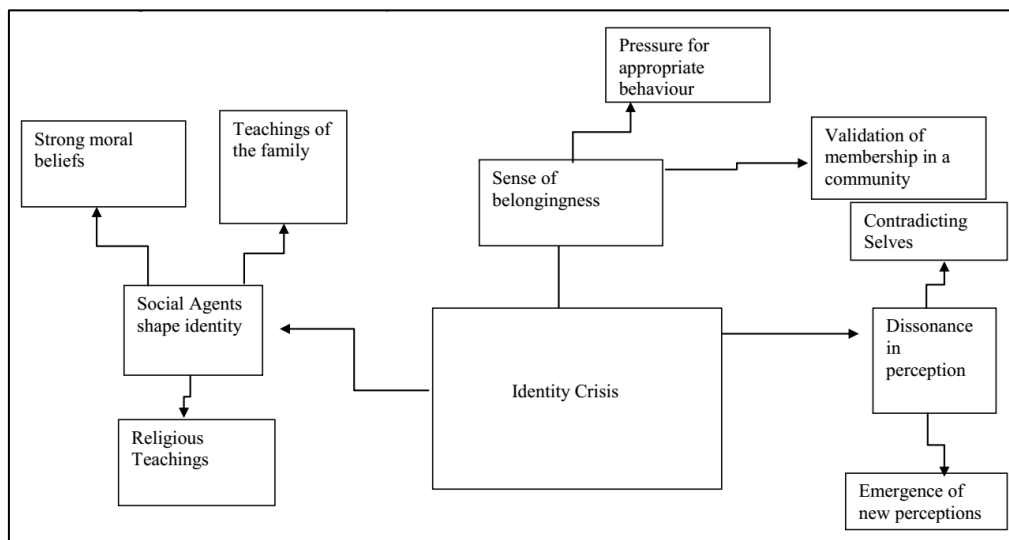 Pressure for
appropriate
behaviour
Strong moral
beliefs
Teachings of
the family
Validation of
membership in a
community
Sense of
belongingness
Contradicting
Selves
Social Agents
shape identity
Dissonance
in
perception
Identity Crisis
Religious
Teachings
Emergence of
new perceptions